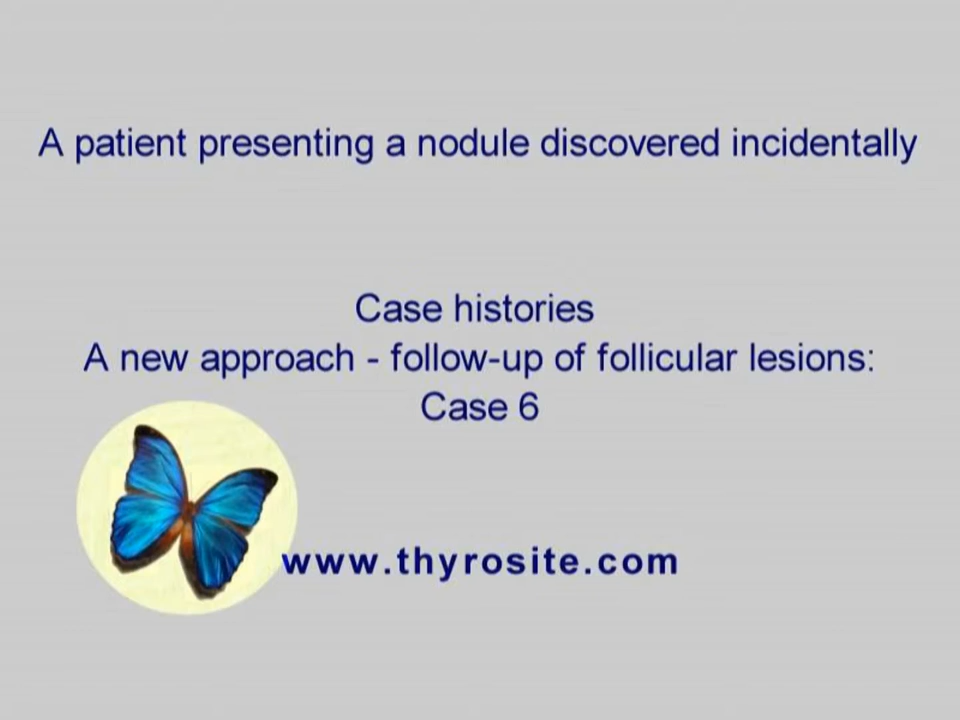 A patient presenting a nodule discovered incidentally
Case histories
A new approach - follow-up of follicular lesions:
Case 6
www.thyrosite.com